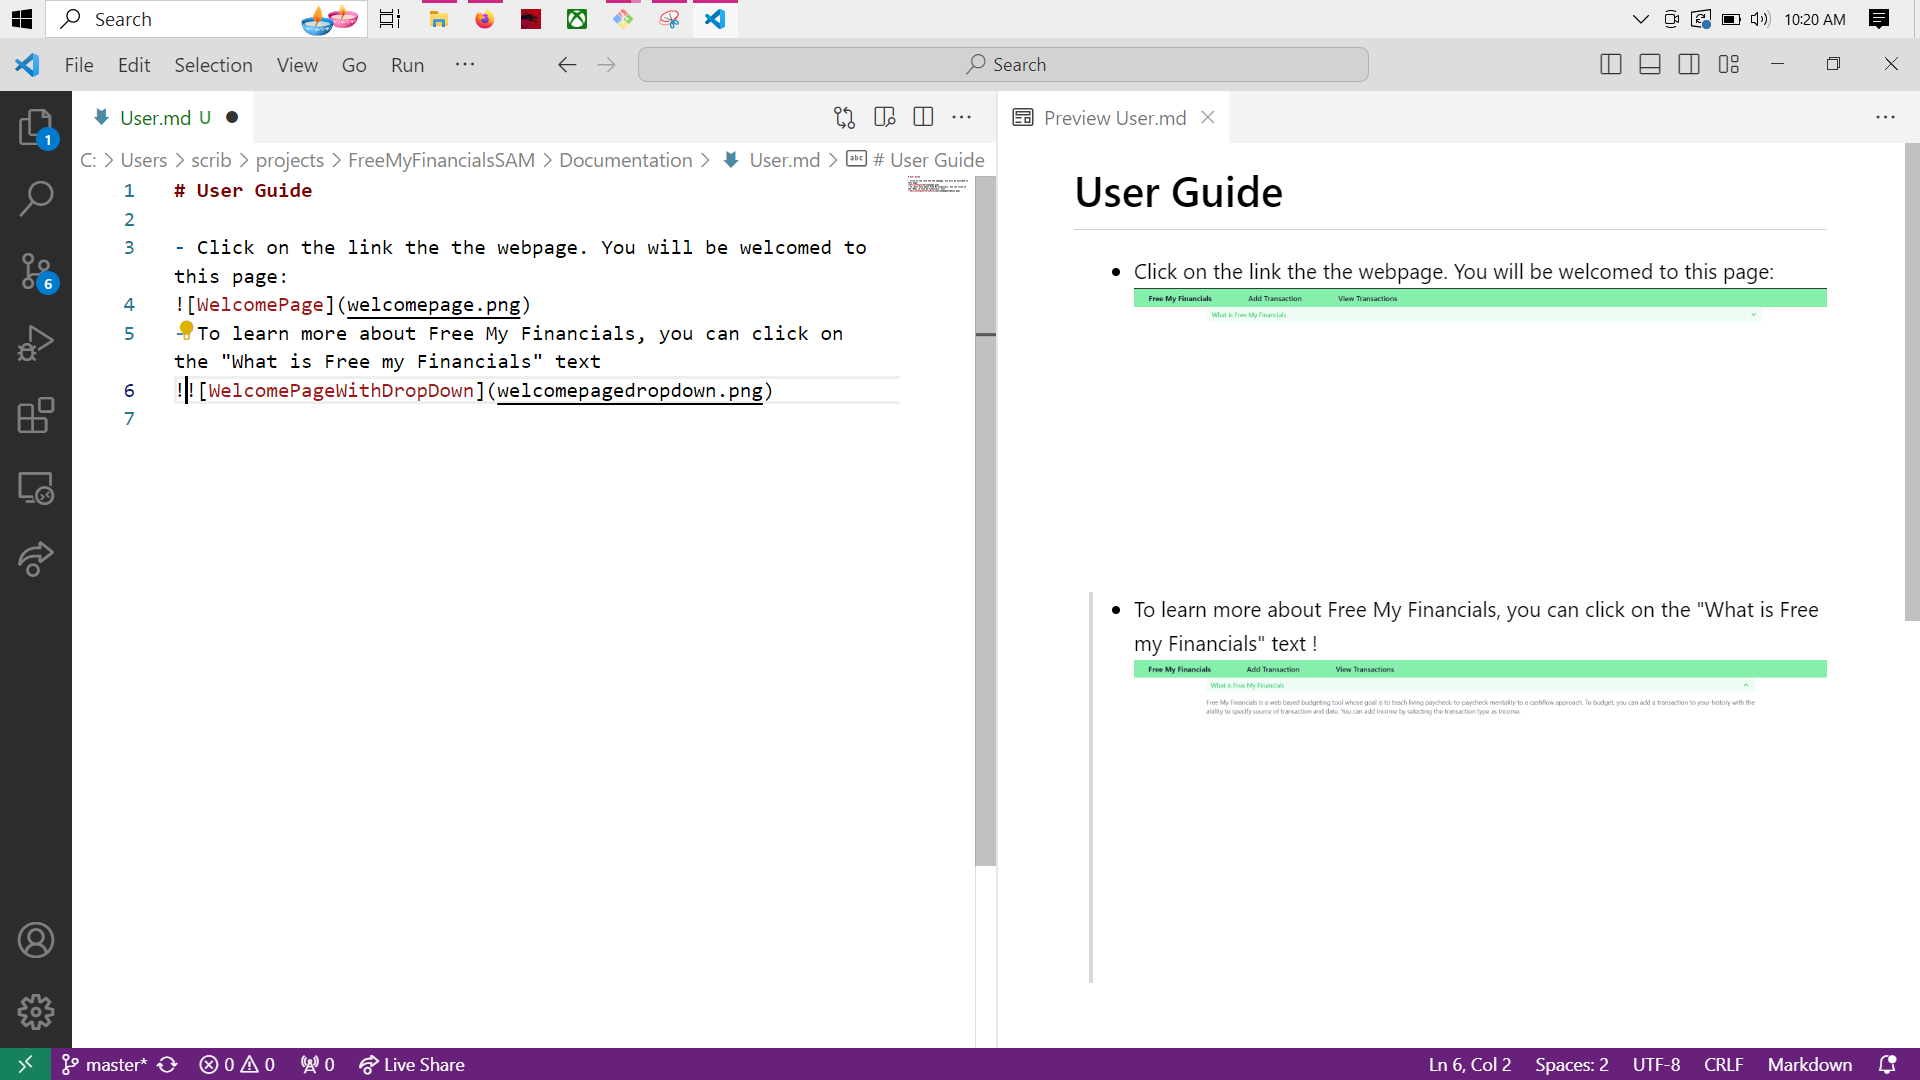 Search
10:20 AM
File Edit Selection View Go Run ...
Search
1
User.md U
Preview User.md
C: > Users > scrib > projects > FreeMyFinancialsSAM > Documentation > User.md > # User Guide
1 # User Guide
2
3 - Click on the link the the webpage. You will be welcomed to
this page:
4 ![WelcomePage](welcomepage.png)
5 - To learn more about Free My Financials, you can click on
the "What is Free my Financials" text
6 !![WelcomePageWithDropDown](welcomepagedropdown.png)
7
6
User Guide
• Click on the link the the webpage. You will be welcomed to this page:
Free My Financials Add Transaction View Transactions
What is Free My Financials
• To learn more about Free My Financials, you can click on the "What is Free
my Financials" text !
Free My Financials Add Transaction View Transactions
What is Free My Financials
Free My Financials is a web based budgeting tool whose goal is to teach living paycheck-to-paycheck mentality to a cashflow approach. To budget, you can add a transaction to your history with the
ability to specify source of transaction and date. You can add income by selecting the transaction type as income.
master* 0 0 0 Live Share
Ln 6, Col 2 Spaces: 2 UTF-8 CRLF Markdown